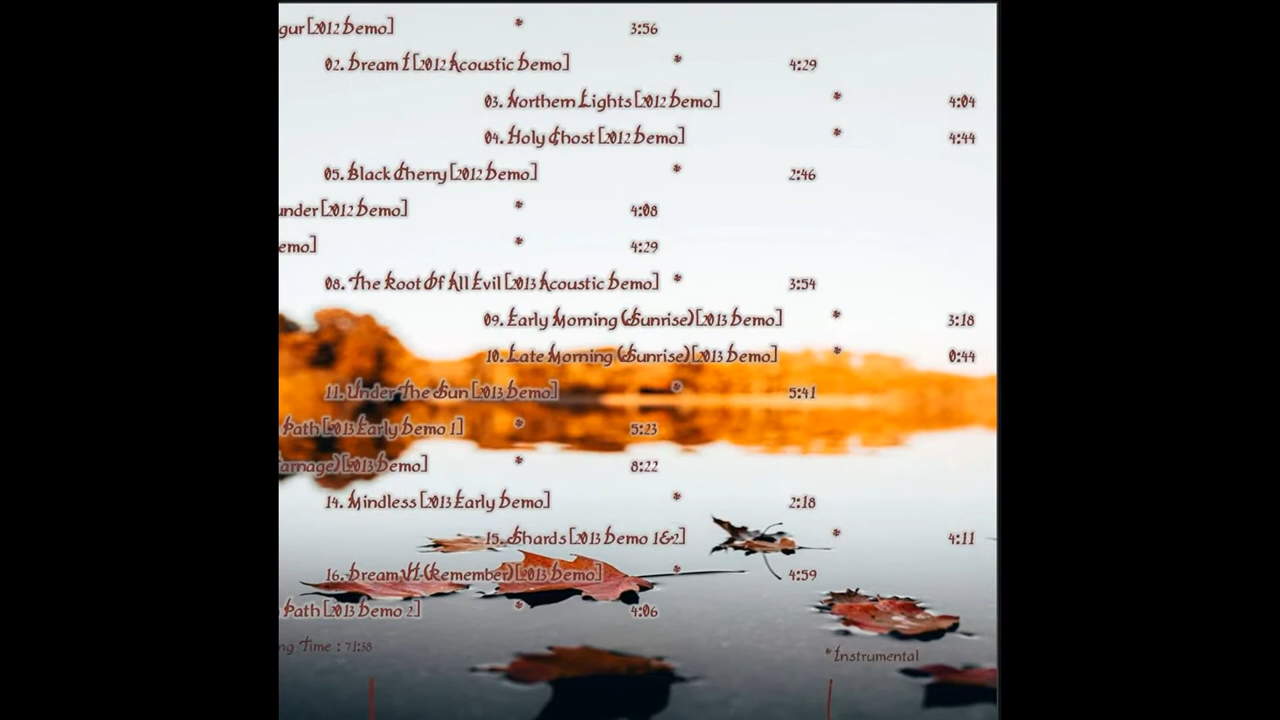 gur [2012 Demo] * 3:56
02. Dream I [2012 Acoustic Demo] * 4:29
03. Northern Lights [2012 Demo] * 4:04
04. Holy Ghost [2012 Demo] * 4:44
05. Black Cherry [2012 Demo] * 2:46
under [2012 Demo] * 4:08
emo] * 4:29
08. The Root Of All Evil [2013 Acoustic Demo] * 3:54
09. Early Morning (Sunrise) [2013 Demo] * 3:18
10. Late Morning (Sunrise) [2013 Demo] * 0:44
11. Under The Sun [2013 Demo] * 5:41
Path [2013 Early Demo 1] * 5:23
arnage) [2013 Demo] * 8:22
14. Mindless [2013 Early Demo] * 2:18
15. Shards [2013 Demo 1&2] * 4:11
16. Dream VI (Remember) [2013 Demo] * 4:59
Path [2013 Demo 2] * 4:06
ng Time : 71:38
* Instrumental